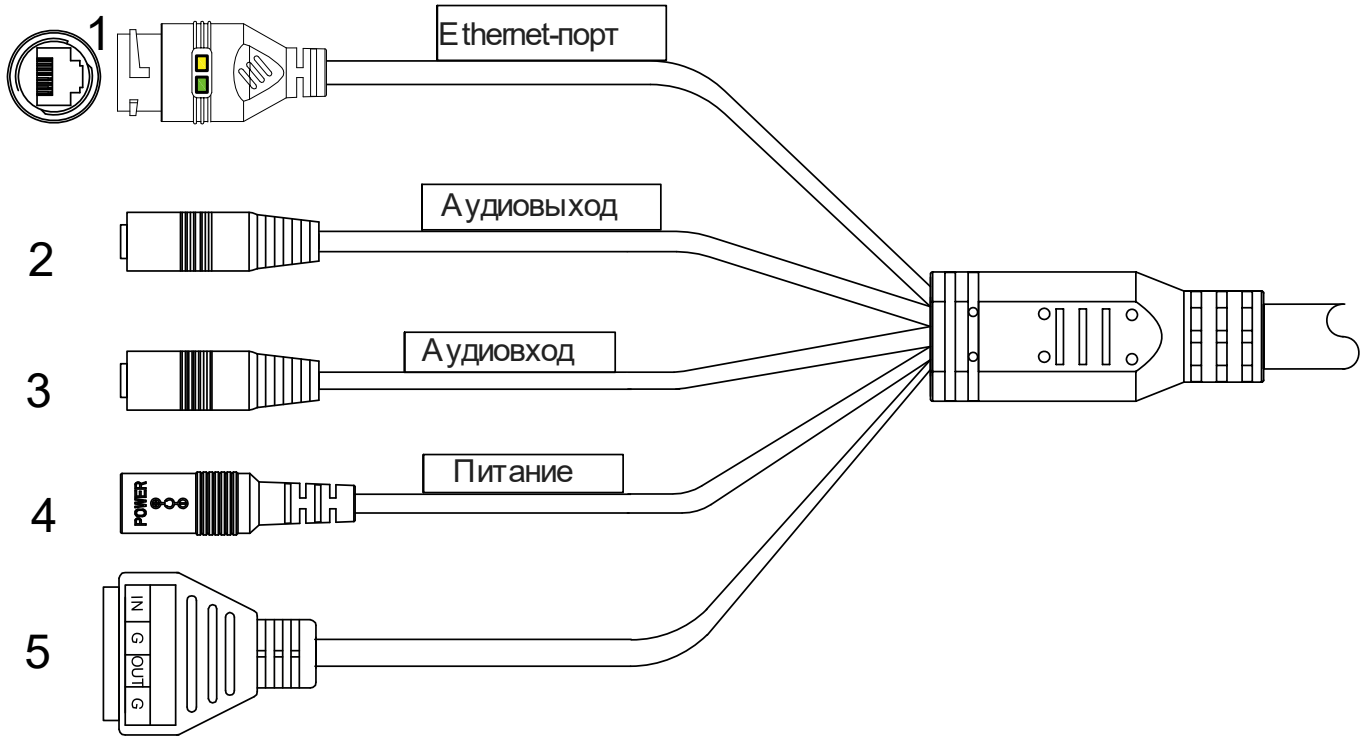 1
Ethernet-порт
2
Аудиовыход
3
Аудиовход
4
POWER
Питание
5
IN
G
OUT
G